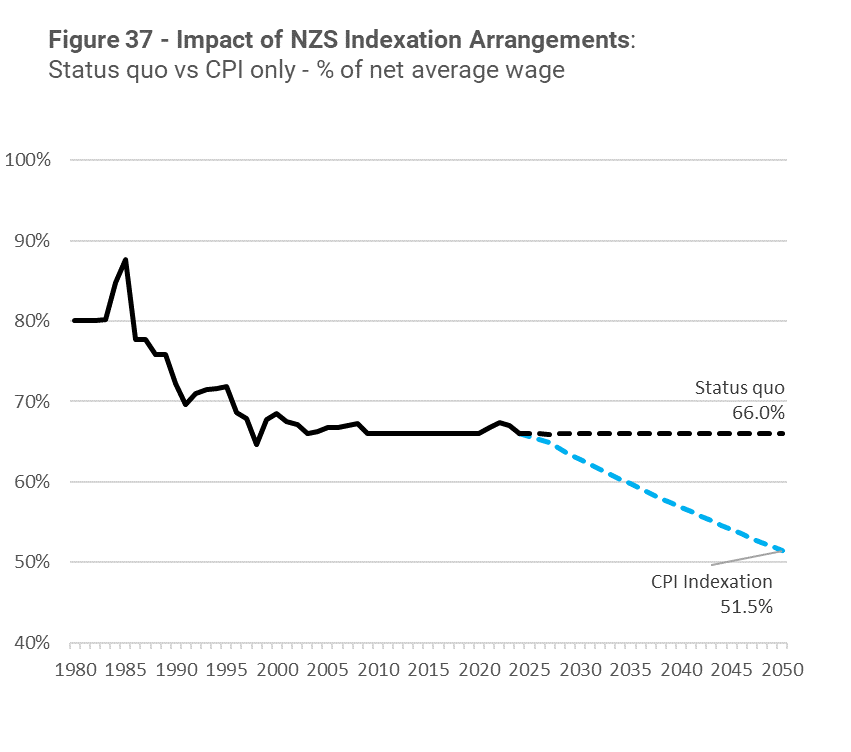 Figure 37 - Impact of NZS Indexation Arrangements:
Status quo vs CPI only - % of net average wage
100%
90%
80%
70%
60%
50%
40%
Status quo
66.0%
CPI Indexation
51.5%
1980 1985 1990 1995 2000 2005 2010 2015 2020 2025 2030 2035 2040 2045 2050